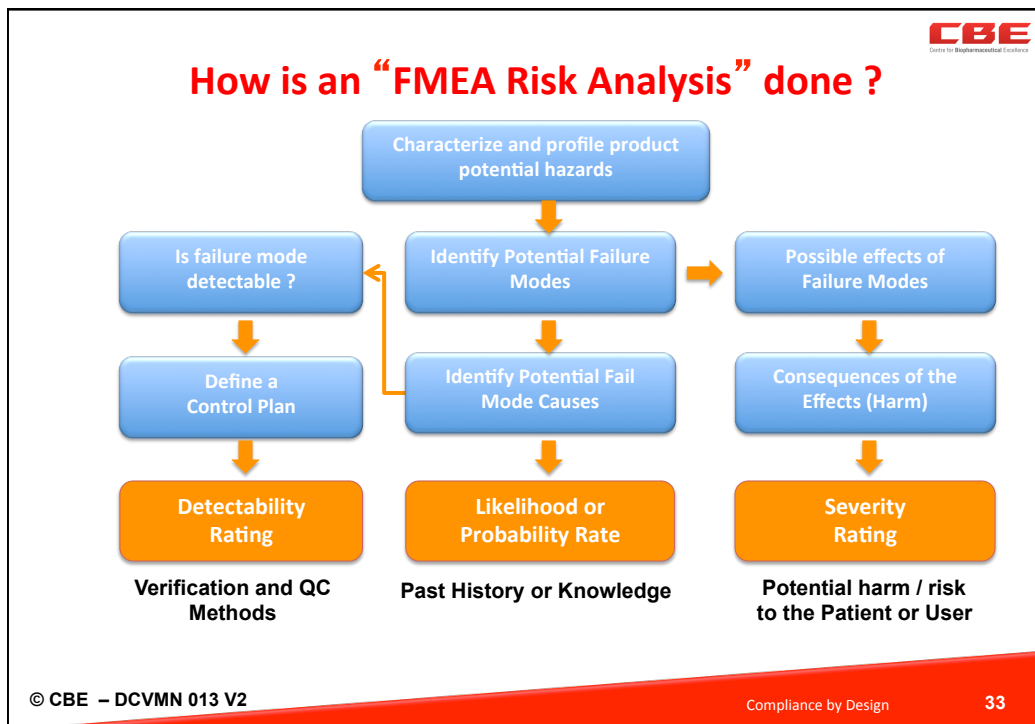 CBE
Centre for Biopharmaceutical Excellence
How is an “FMEA Risk Analysis” done ?
Characterize and profile product
potential hazards
Is failure mode
detectable ?
Identify Potential Failure
Modes
Possible effects of
Failure Modes
Define a
Control Plan
Identify Potential Fail
Mode Causes
Consequences of the
Effects (Harm)
Detectability
Rating
Likelihood or
Probability Rate
Severity
Rating
Verification and QC
Methods
Past History or Knowledge
Potential harm / risk
to the Patient or User
© CBE – DCVMN 013 V2
Compliance by Design
33